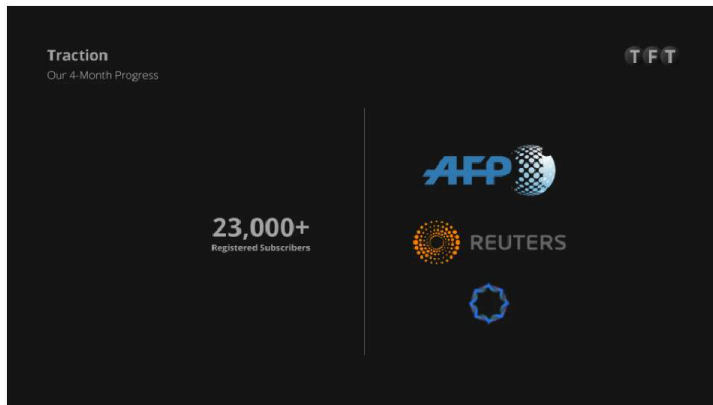 Traction
Our 4-Month Progress
TFT
23,000+
Registered Subscribers
AFP
REUTERS